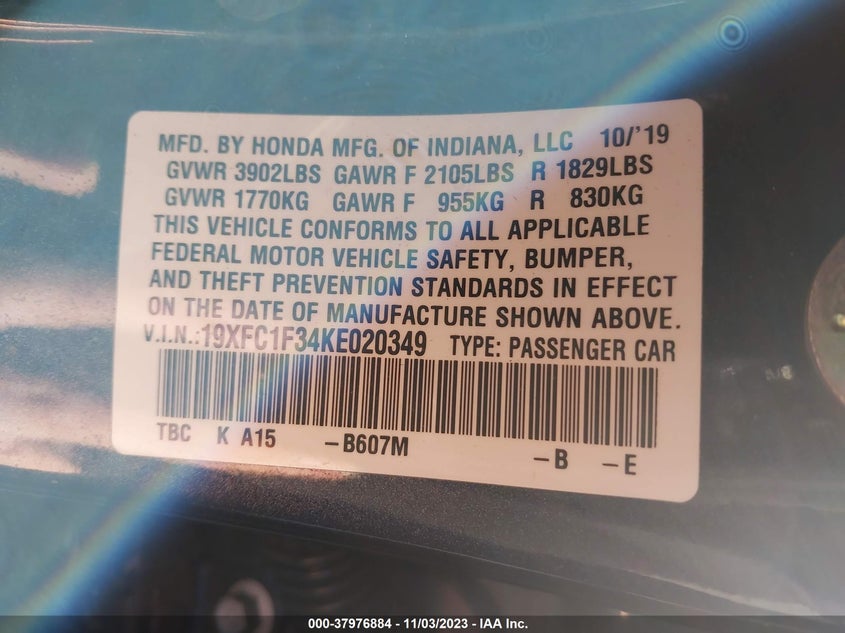 MFD. BY HONDA MFG. OF INDIANA, LLC 10/'19
GVWR 3902LBS GAWR F 2105LBS R 1829LBS
GVWR 1770KG GAWR F 955KG R 830KG
THIS VEHICLE CONFORMS TO ALL APPLICABLE
FEDERAL MOTOR VEHICLE SAFETY, BUMPER,
AND THEFT PREVENTION STANDARDS IN EFFECT
ON THE DATE OF MANUFACTURE SHOWN ABOVE.
V.I.N.:19XFC1F34KE020349 TYPE: PASSENGER CAR
TBC K A15 –B607M –B –E
000-37976884 - 11/03/2023 - IAA Inc.